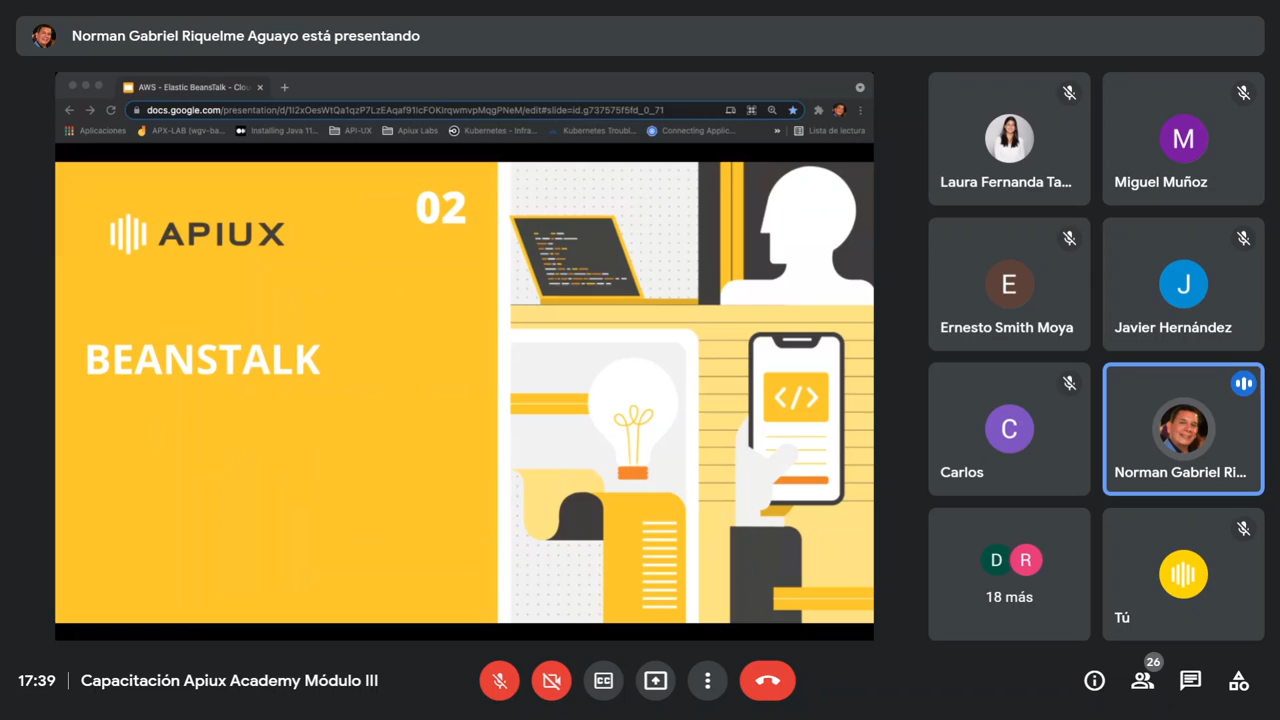 Norman Gabriel Riquelme Aguayo está presentando
AWS - Elastic BeansTalk - Clou
docs.google.com/presentation/d/1I2xOesWtQa1qzP7LzEAqaf91IcFOKIrqwmvpMqgPNeM/edit#slide=id.g737575f5fd_0_71
Aplicaciones
APX-LAB (wgv-ba...
Installing Java 11...
API-UX
Apiux Labs
Kubernetes - Infra...
Kubernetes Troubl...
Connecting Applic...
»
Lista de lectura
02
APIUX
BEANSTALK
</>
Laura Fernanda Ta...
M
Miguel Muñoz
E
Ernesto Smith Moya
J
Javier Hernández
C
Carlos
Norman Gabriel Ri...
D R
18 más
Tú
17:39 | Capacitación Apiux Academy Módulo III
CC
26